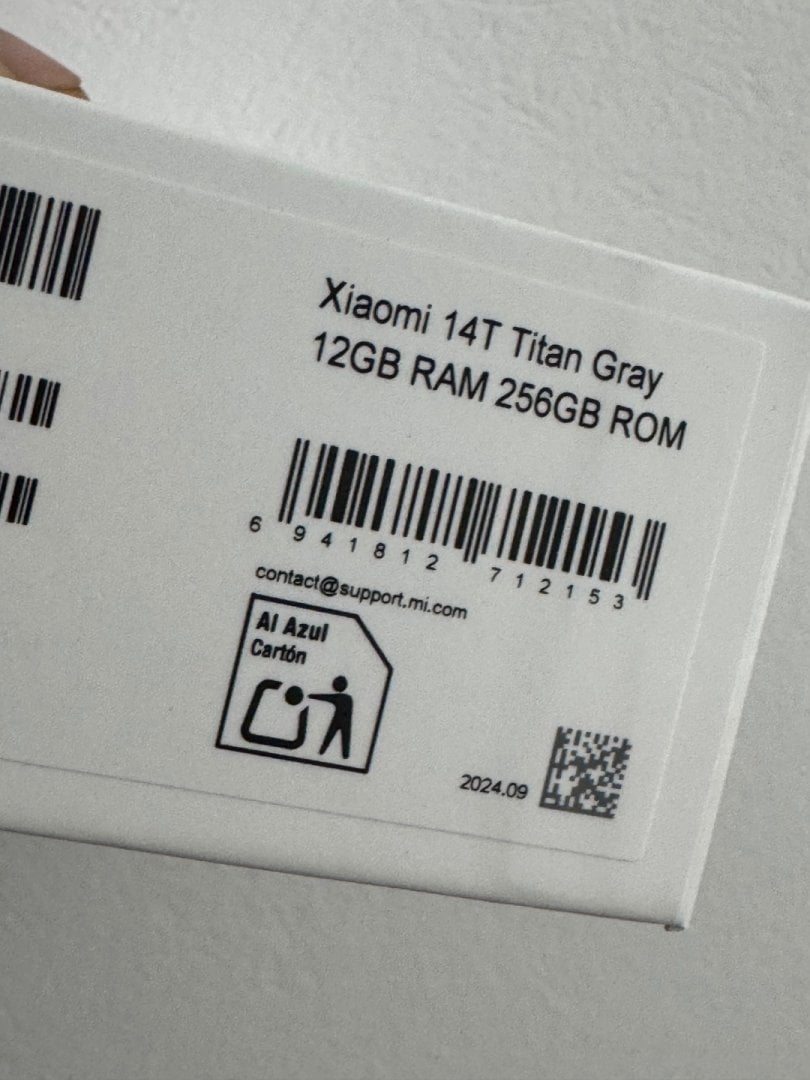 Xiaomi 14T Titan Gray
12GB RAM 256GB ROM
6 941812 712153
contact@support.mi.com
Al Azul
Cartón
2024.09